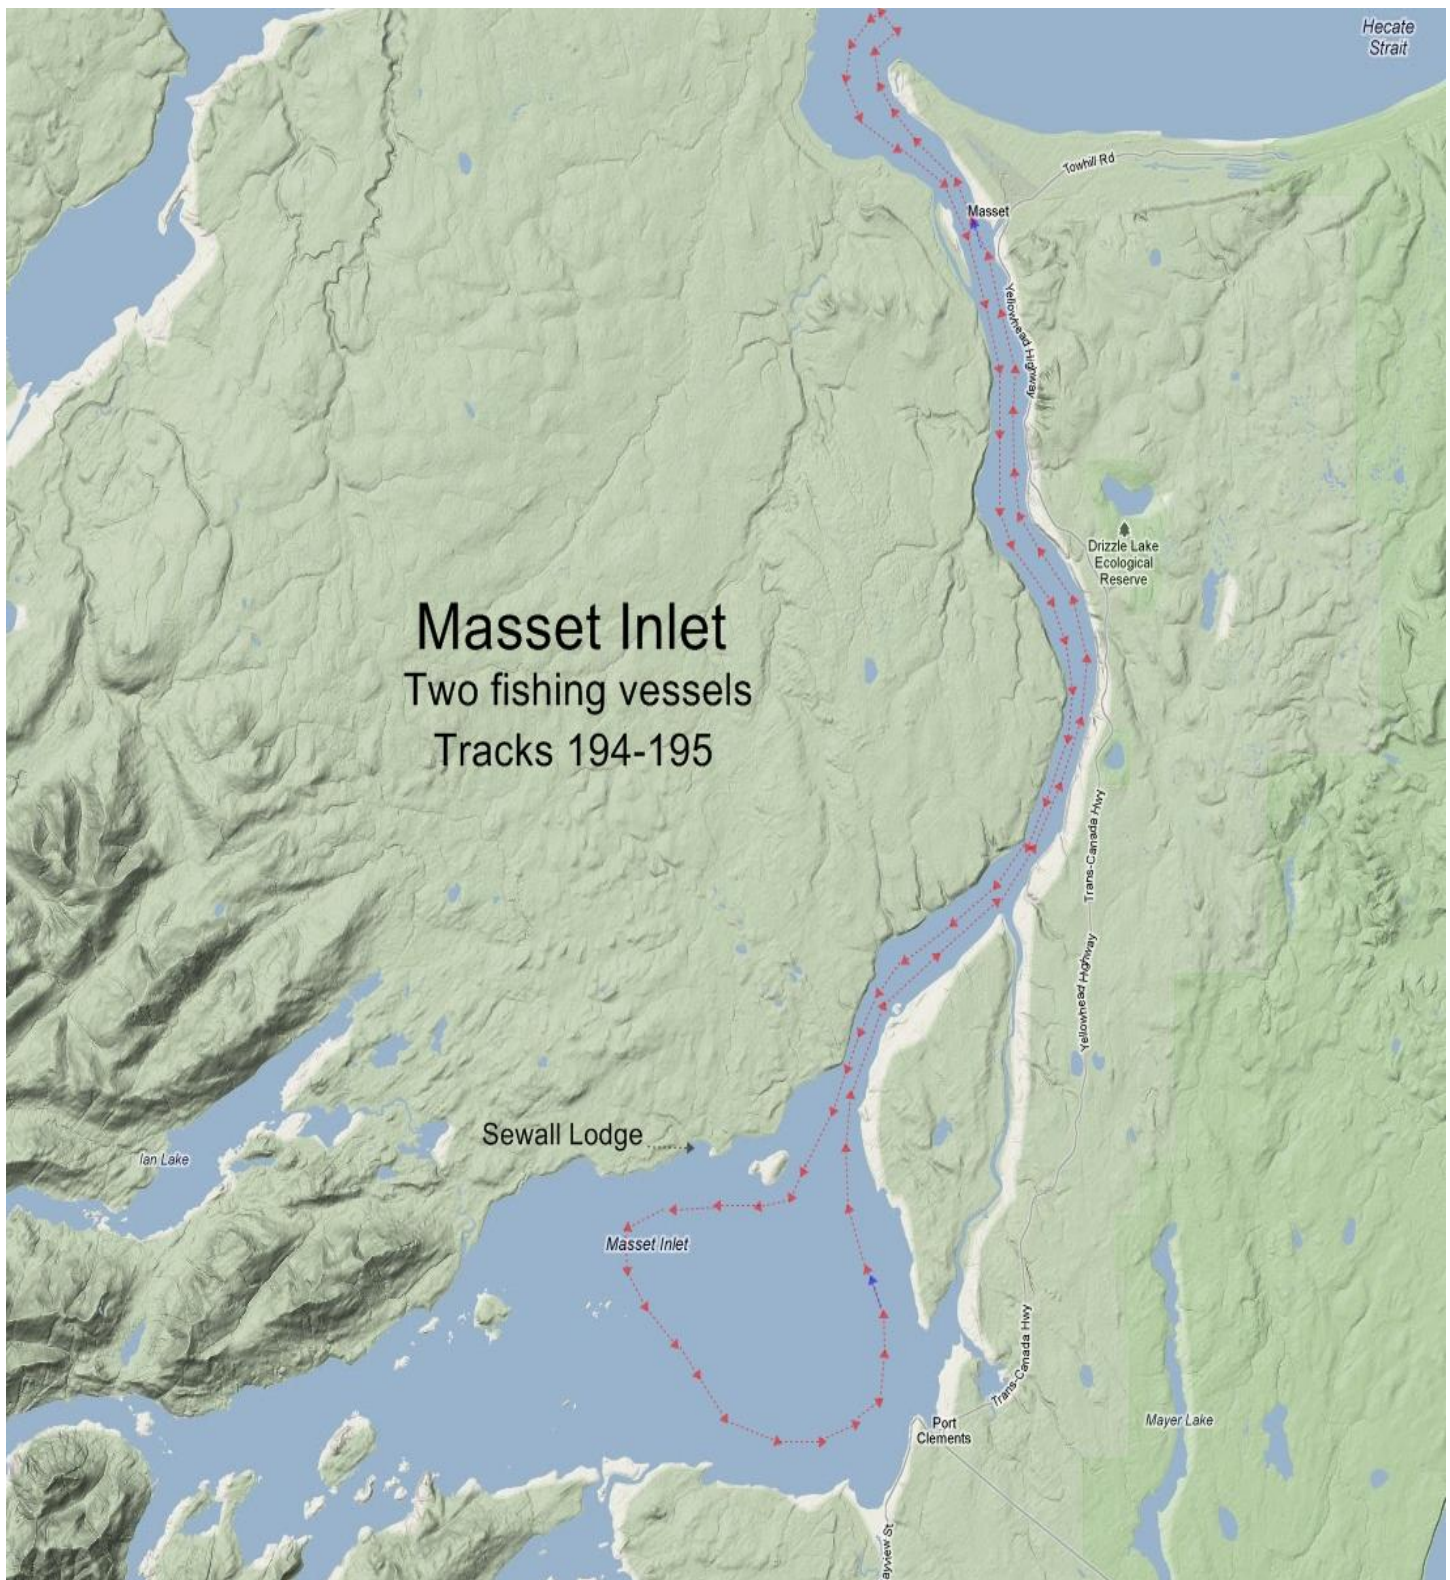 Hecate
Strait
Towhill Rd
Masset
Yellowhead Highway
Drizzle Lake
Ecological
Reserve
Masset Inlet
Two fishing vessels
Tracks 194-195
Trans-Canada Hwy
Yellowhead Highway
Sewall Lodge
Ian Lake
Masset Inlet
Trans-Canada Hwy
Port
Clements
Mayer Lake
ayview St